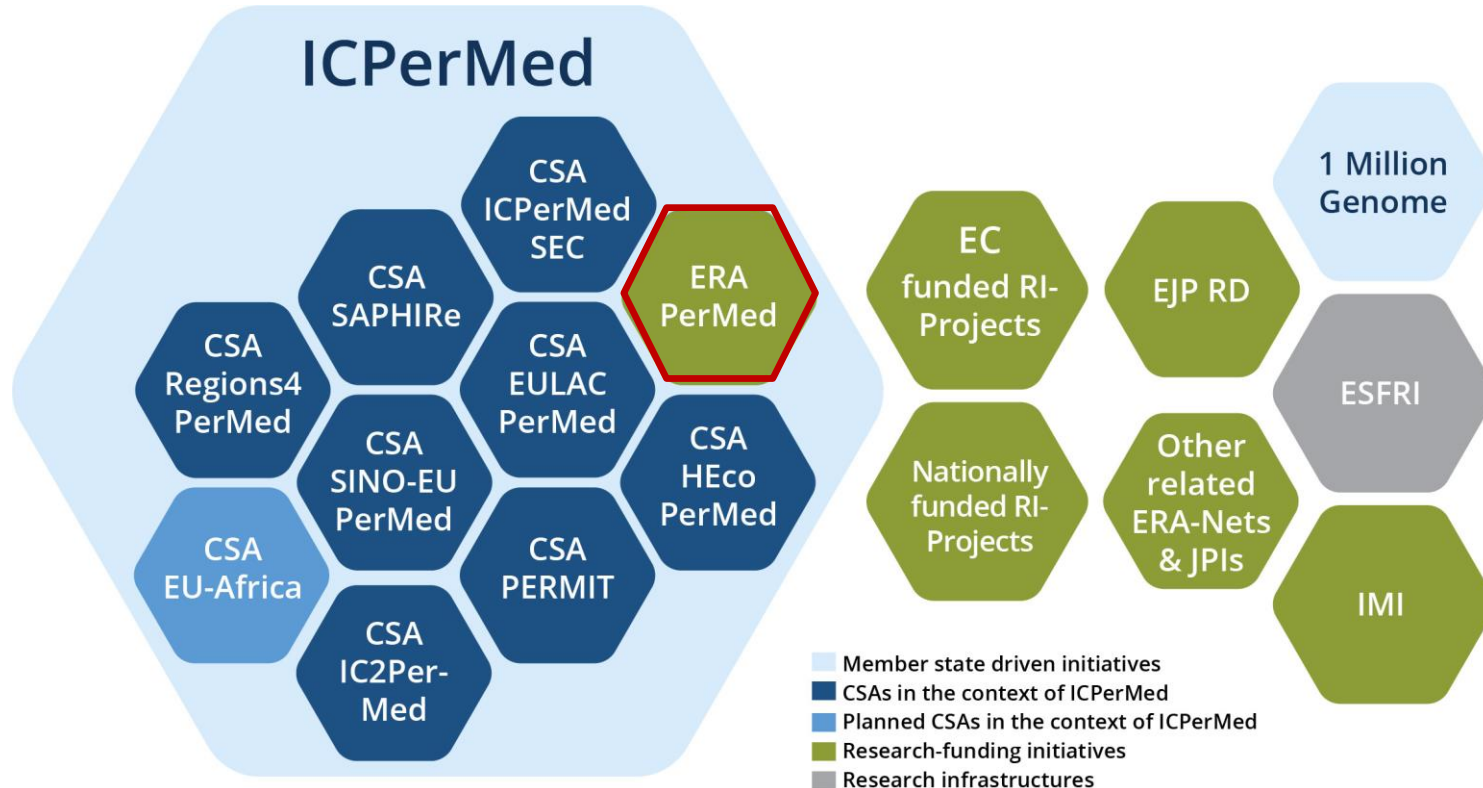 ICPerMed
CSA
ICPerMed
SEC
CSA
SAPHIRe
ERA
PerMed
CSA
Regions4
PerMed
CSA
EULAC
PerMed
CSA
SINO-EU
PerMed
CSA
HEco
PerMed
CSA
EU-Africa
CSA
PERMIT
CSA
IC2Per-
Med
EC
funded RI-
Projects
EJP RD
1 Million
Genome
ESFRI
Nationally
funded RI-
Projects
Other
related
ERA-Nets
& JPIs
IMI
Member state driven initiatives
CSAs in the context of ICPerMed
Planned CSAs in the context of ICPerMed
Research-funding initiatives
Research infrastructures